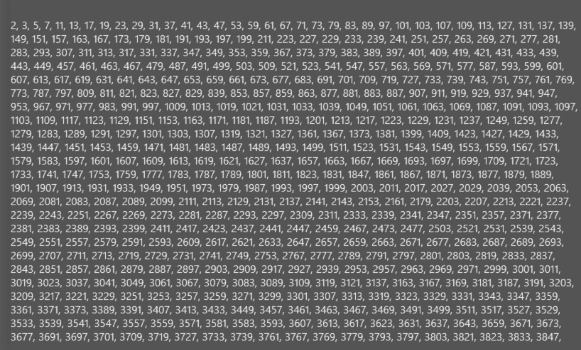 2, 3, 5, 7, 11, 13, 17, 19, 23, 29, 31, 37, 41, 43, 47, 53, 59, 61, 67, 71, 73, 79, 83, 89, 97, 101, 103, 107, 109, 113, 127, 131, 137, 139,
149, 151, 157, 163, 167, 173, 179, 181, 191, 193, 197, 199, 211, 223, 227, 229, 233, 239, 241, 251, 257, 263, 269, 271, 277, 281,
283, 293, 307, 311, 313, 317, 331, 337, 347, 349, 353, 359, 367, 373, 379, 383, 389, 397, 401, 409, 419, 421, 431, 433, 439,
443, 449, 457, 461, 463, 467, 479, 487, 491, 499, 503, 509, 521, 523, 541, 547, 557, 563, 569, 571, 577, 587, 593, 599, 601,
607, 613, 617, 619, 631, 641, 643, 647, 653, 659, 661, 673, 677, 683, 691, 701, 709, 719, 727, 733, 739, 743, 751, 757, 761, 769,
773, 787, 797, 809, 811, 821, 823, 827, 829, 839, 853, 857, 859, 863, 877, 881, 883, 887, 907, 911, 919, 929, 937, 941, 947,
953, 967, 971, 977, 983, 991, 997, 1009, 1013, 1019, 1021, 1031, 1033, 1039, 1049, 1051, 1061, 1063, 1069, 1087, 1091, 1093, 1097,
1103, 1109, 1117, 1123, 1129, 1151, 1153, 1163, 1171, 1181, 1187, 1193, 1201, 1213, 1217, 1223, 1229, 1231, 1237, 1249, 1259, 1277,
1279, 1283, 1289, 1291, 1297, 1301, 1303, 1307, 1319, 1321, 1327, 1361, 1367, 1373, 1381, 1399, 1409, 1423, 1427, 1429, 1433,
1439, 1447, 1451, 1453, 1459, 1471, 1481, 1483, 1487, 1489, 1493, 1499, 1511, 1523, 1531, 1543, 1549, 1553, 1559, 1567, 1571,
1579, 1583, 1597, 1601, 1607, 1609, 1613, 1619, 1621, 1627, 1637, 1657, 1663, 1667, 1669, 1693, 1697, 1699, 1709, 1721, 1723,
1733, 1741, 1747, 1753, 1759, 1777, 1783, 1787, 1789, 1801, 1811, 1823, 1831, 1847, 1861, 1867, 1871, 1873, 1877, 1879, 1889,
1901, 1907, 1913, 1931, 1933, 1949, 1951, 1973, 1979, 1987, 1993, 1997, 1999, 2003, 2011, 2017, 2027, 2029, 2039, 2053, 2063,
2069, 2081, 2083, 2087, 2089, 2099, 2111, 2113, 2129, 2131, 2137, 2141, 2143, 2153, 2161, 2179, 2203, 2207, 2213, 2221, 2237,
2239, 2243, 2251, 2267, 2269, 2273, 2281, 2287, 2293, 2297, 2309, 2311, 2333, 2339, 2341, 2347, 2351, 2357, 2371, 2377,
2381, 2383, 2389, 2393, 2399, 2411, 2417, 2423, 2437, 2441, 2447, 2459, 2467, 2473, 2477, 2503, 2521, 2531, 2539, 2543,
2549, 2551, 2557, 2579, 2591, 2593, 2609, 2617, 2621, 2633, 2647, 2657, 2659, 2663, 2671, 2677, 2683, 2687, 2689, 2693,
2699, 2707, 2711, 2713, 2719, 2729, 2731, 2741, 2749, 2753, 2767, 2777, 2789, 2791, 2797, 2801, 2803, 2819, 2833, 2837,
2843, 2851, 2857, 2861, 2879, 2887, 2897, 2903, 2909, 2917, 2927, 2939, 2953, 2957, 2963, 2969, 2971, 2999, 3001, 3011,
3019, 3023, 3037, 3041, 3049, 3061, 3067, 3079, 3083, 3089, 3109, 3119, 3121, 3137, 3163, 3167, 3169, 3181, 3187, 3191, 3203,
3209, 3217, 3221, 3229, 3251, 3253, 3257, 3259, 3271, 3299, 3301, 3307, 3313, 3319, 3323, 3329, 3331, 3343, 3347, 3359,
3361, 3371, 3373, 3389, 3391, 3407, 3413, 3433, 3449, 3457, 3461, 3463, 3467, 3469, 3491, 3499, 3511, 3517, 3527, 3529,
3533, 3539, 3541, 3547, 3557, 3559, 3571, 3581, 3583, 3593, 3607, 3613, 3617, 3623, 3631, 3637, 3643, 3659, 3671, 3673,
3677, 3691, 3697, 3701, 3709, 3719, 3727, 3733, 3739, 3761, 3767, 3769, 3779, 3793, 3797, 3803, 3821, 3823, 3833, 3847,